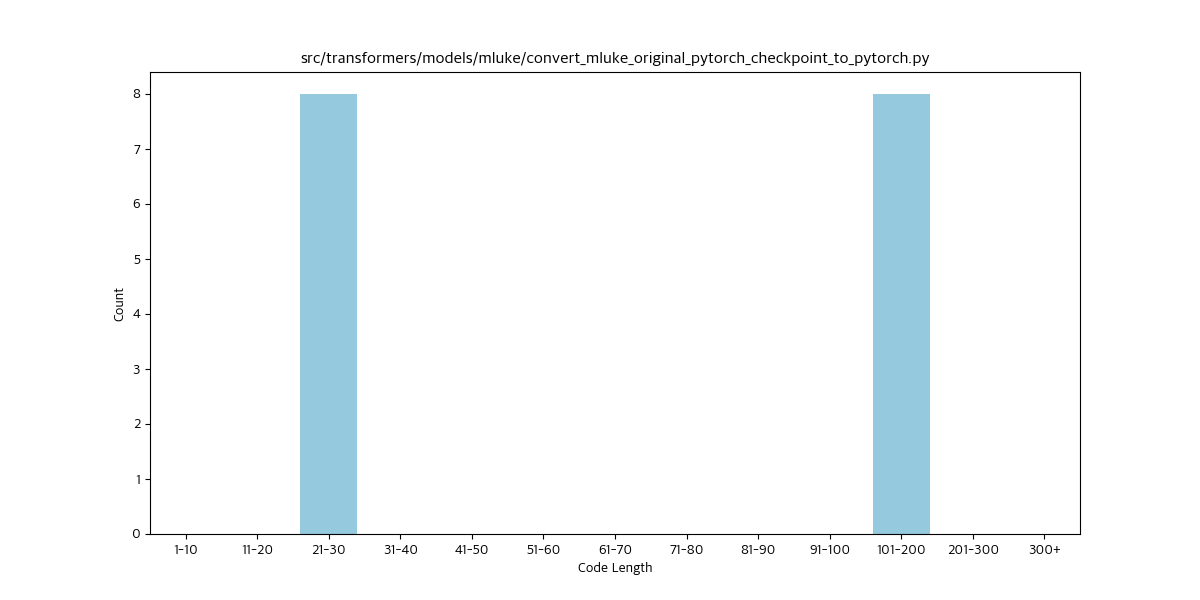 src/transformers/models/mluke/convert_mluke_original_pytorch_checkpoint_to_pytorch.py
8
7
6
5
4
3
2
1
0
Count
1-10 11-20 21-30 31-40 41-50 51-60 61-70 71-80 81-90 91-100 101-200 201-300 300+
Code Length